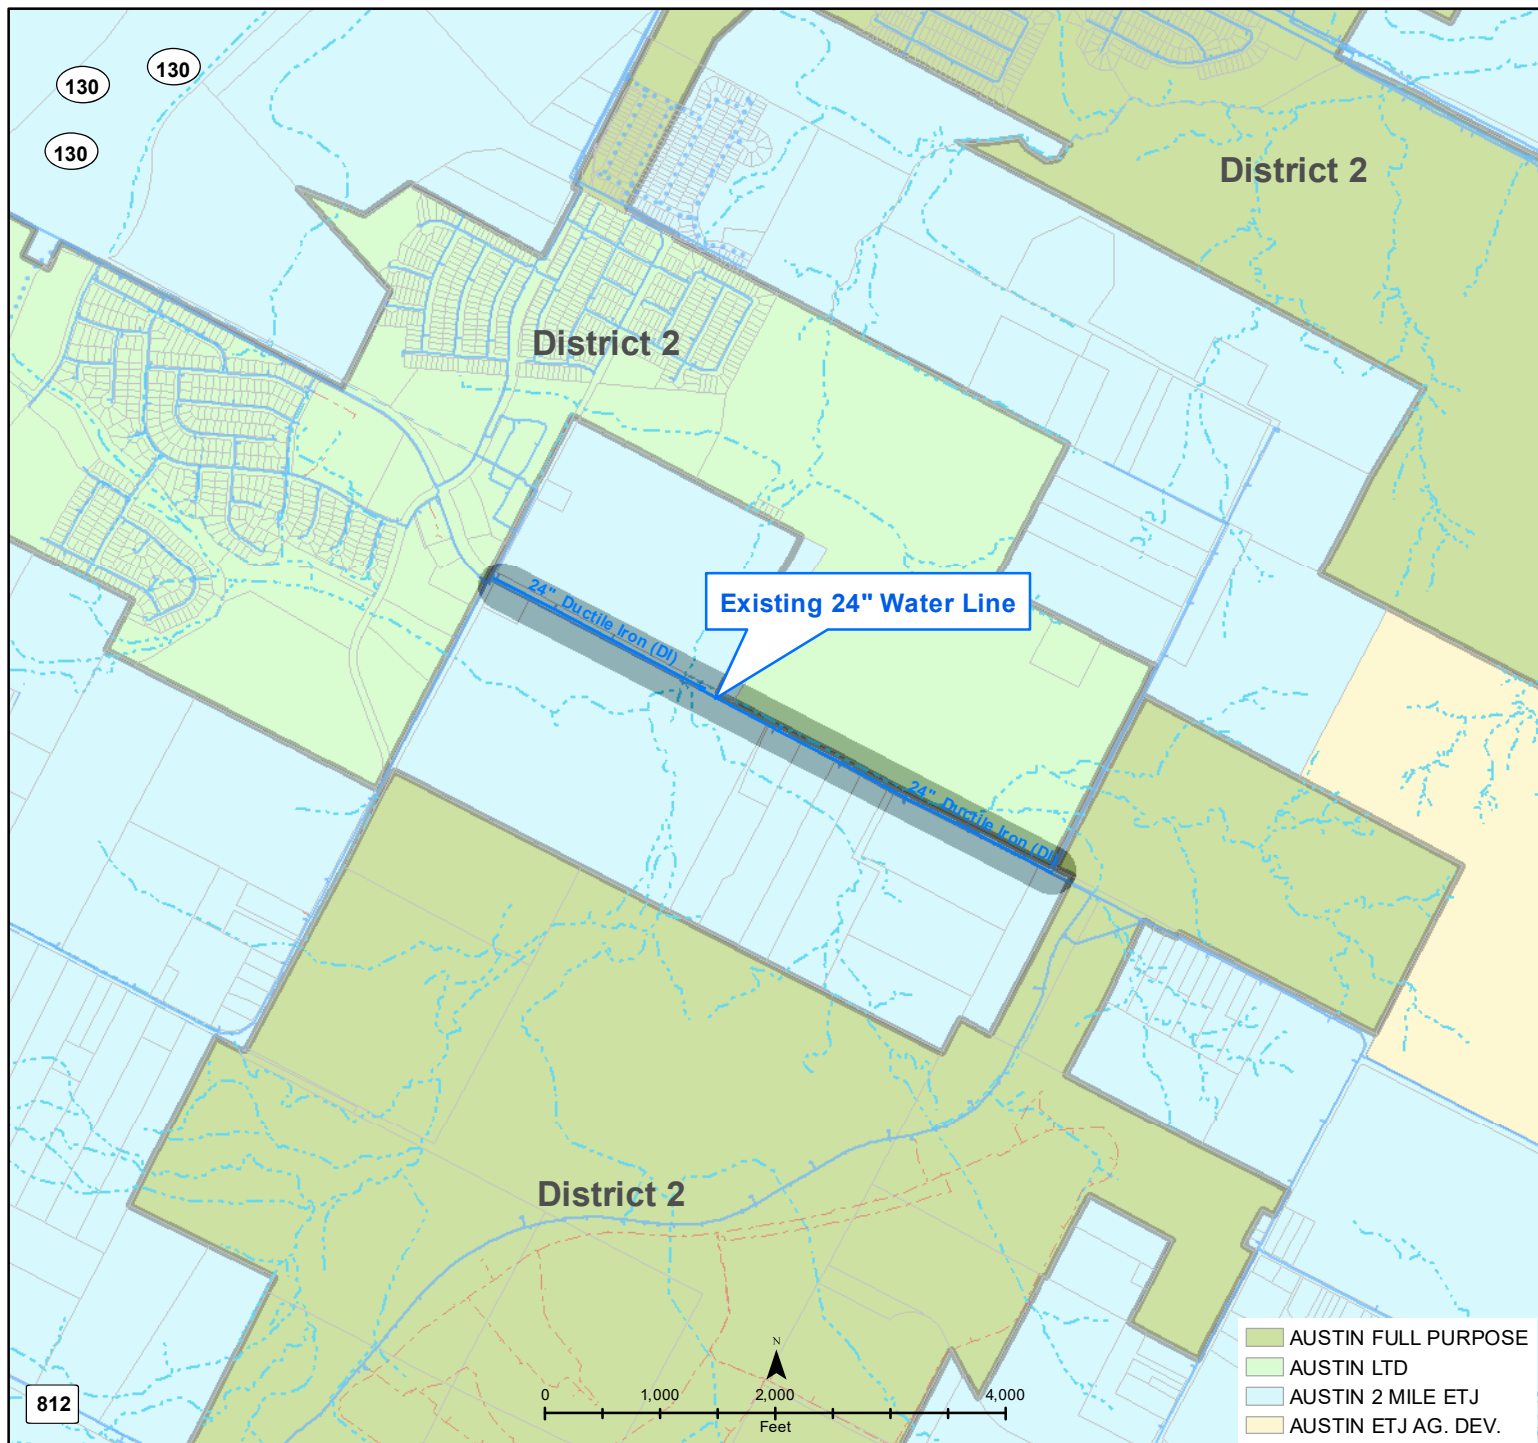 130
130
130
District 2
District 2
24" Ductile Iron (DI)
Existing 24" Water Line
24" Ductile Iron (DI)
District 2
N
0 1,000 2,000 4,000
Feet
812
AUSTIN FULL PURPOSE
AUSTIN LTD
AUSTIN 2 MILE ETJ
AUSTIN ETJ AG. DEV.